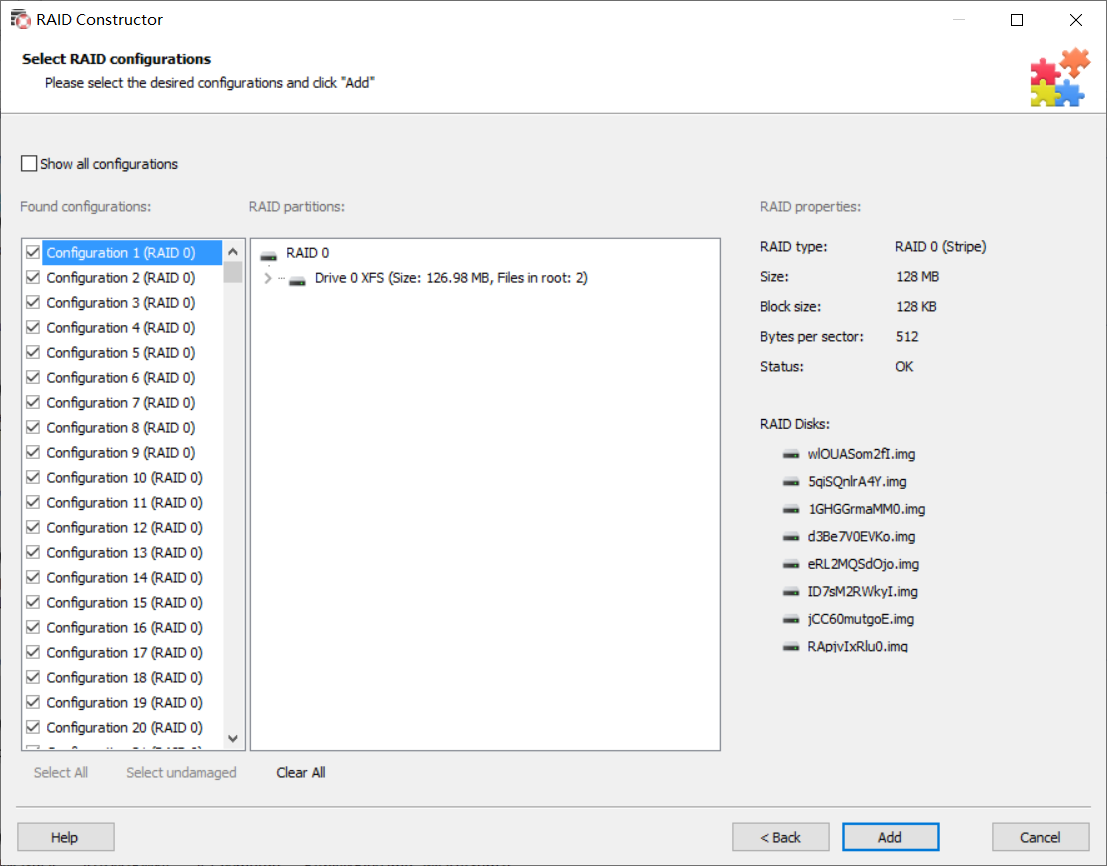 RAID Constructor
Select RAID configurations
Please select the desired configurations and click "Add"
Show all configurations
Found configurations:
RAID partitions:
RAID properties:
Configuration 1 (RAID 0)
Configuration 2 (RAID 0)
Configuration 3 (RAID 0)
Configuration 4 (RAID 0)
Configuration 5 (RAID 0)
Configuration 6 (RAID 0)
Configuration 7 (RAID 0)
Configuration 8 (RAID 0)
Configuration 9 (RAID 0)
Configuration 10 (RAID 0)
Configuration 11 (RAID 0)
Configuration 12 (RAID 0)
Configuration 13 (RAID 0)
Configuration 14 (RAID 0)
Configuration 15 (RAID 0)
Configuration 16 (RAID 0)
Configuration 17 (RAID 0)
Configuration 18 (RAID 0)
Configuration 19 (RAID 0)
Configuration 20 (RAID 0)
RAID 0
Drive 0 XFS (Size: 126.98 MB, Files in root: 2)
RAID type: RAID 0 (Stripe)
Size: 128 MB
Block size: 128 KB
Bytes per sector: 512
Status: OK
RAID Disks:
wlOUASom2fI.img
5qiSQnlrA4Y.img
1GHGGrmaMM0.img
d3Be7V0EVKo.img
eRL2MQSdOjo.img
ID7sM2RWkyI.img
jCC60mutgoE.img
RApjvIxRlu0.img
Select All
Select undamaged
Clear All
Help
< Back
Add
Cancel